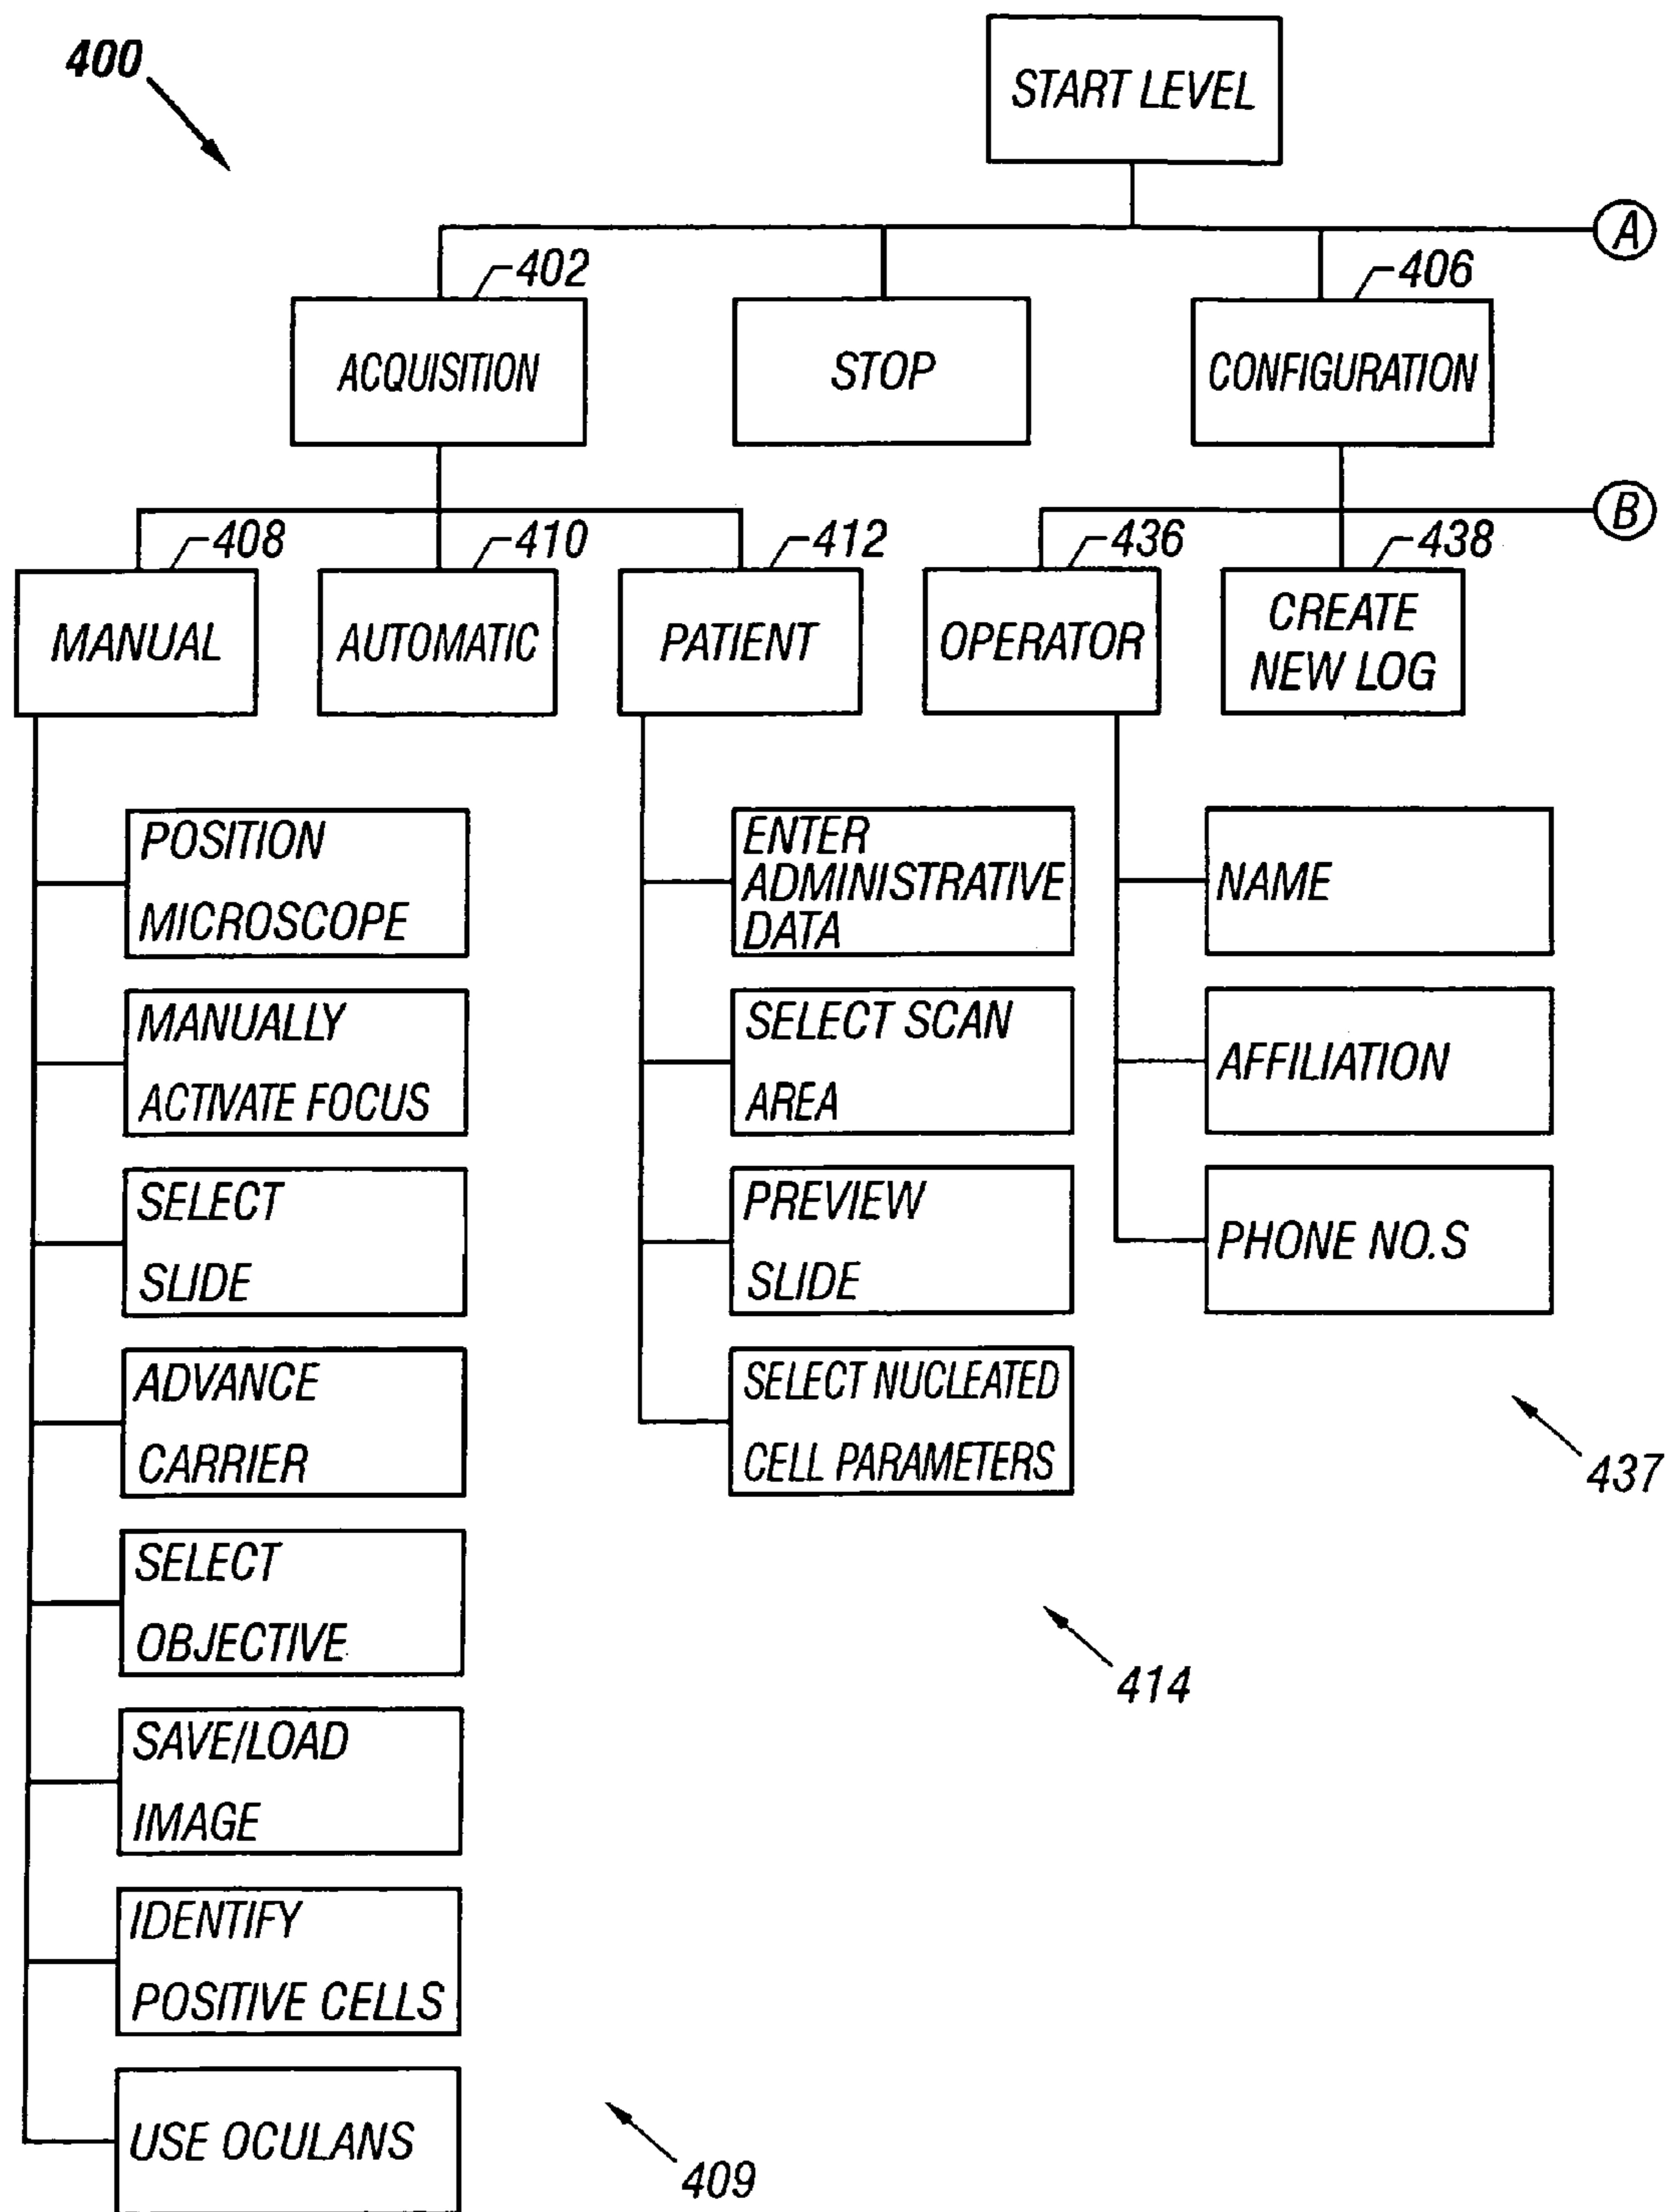 400
START LEVEL
A
402
406
ACQUISITION
STOP
CONFIGURATION
B
408
410
412
436
438
MANUAL
AUTOMATIC
PATIENT
OPERATOR
CREATE
NEW LOG
POSITION
MICROSCOPE
MANUALLY
ACTIVATE FOCUS
SELECT
SLIDE
ADVANCE
CARRIER
SELECT
OBJECTIVE
SAVE/LOAD
IMAGE
IDENTIFY
POSITIVE CELLS
USE OCULANS
409
ENTER
ADMINISTRATIVE
DATA
SELECT SCAN
AREA
PREVIEW
SLIDE
SELECT NUCLEATED
CELL PARAMETERS
414
NAME
AFFILIATION
PHONE NO.S
437